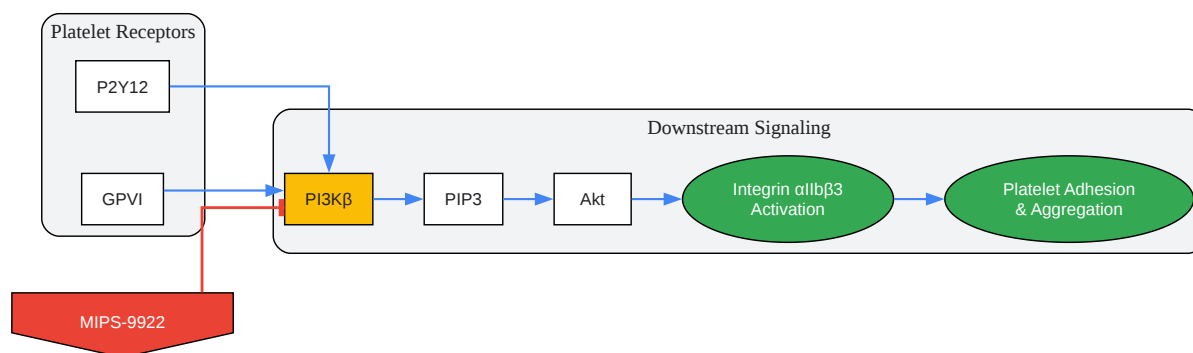 Platelet Receptors
P2Y12
GPVI
Downstream Signaling
PI3Kβ
PIP3
Akt
Integrin αIIbβ3
Activation
Platelet Adhesion
& Aggregation
MIPS-9922